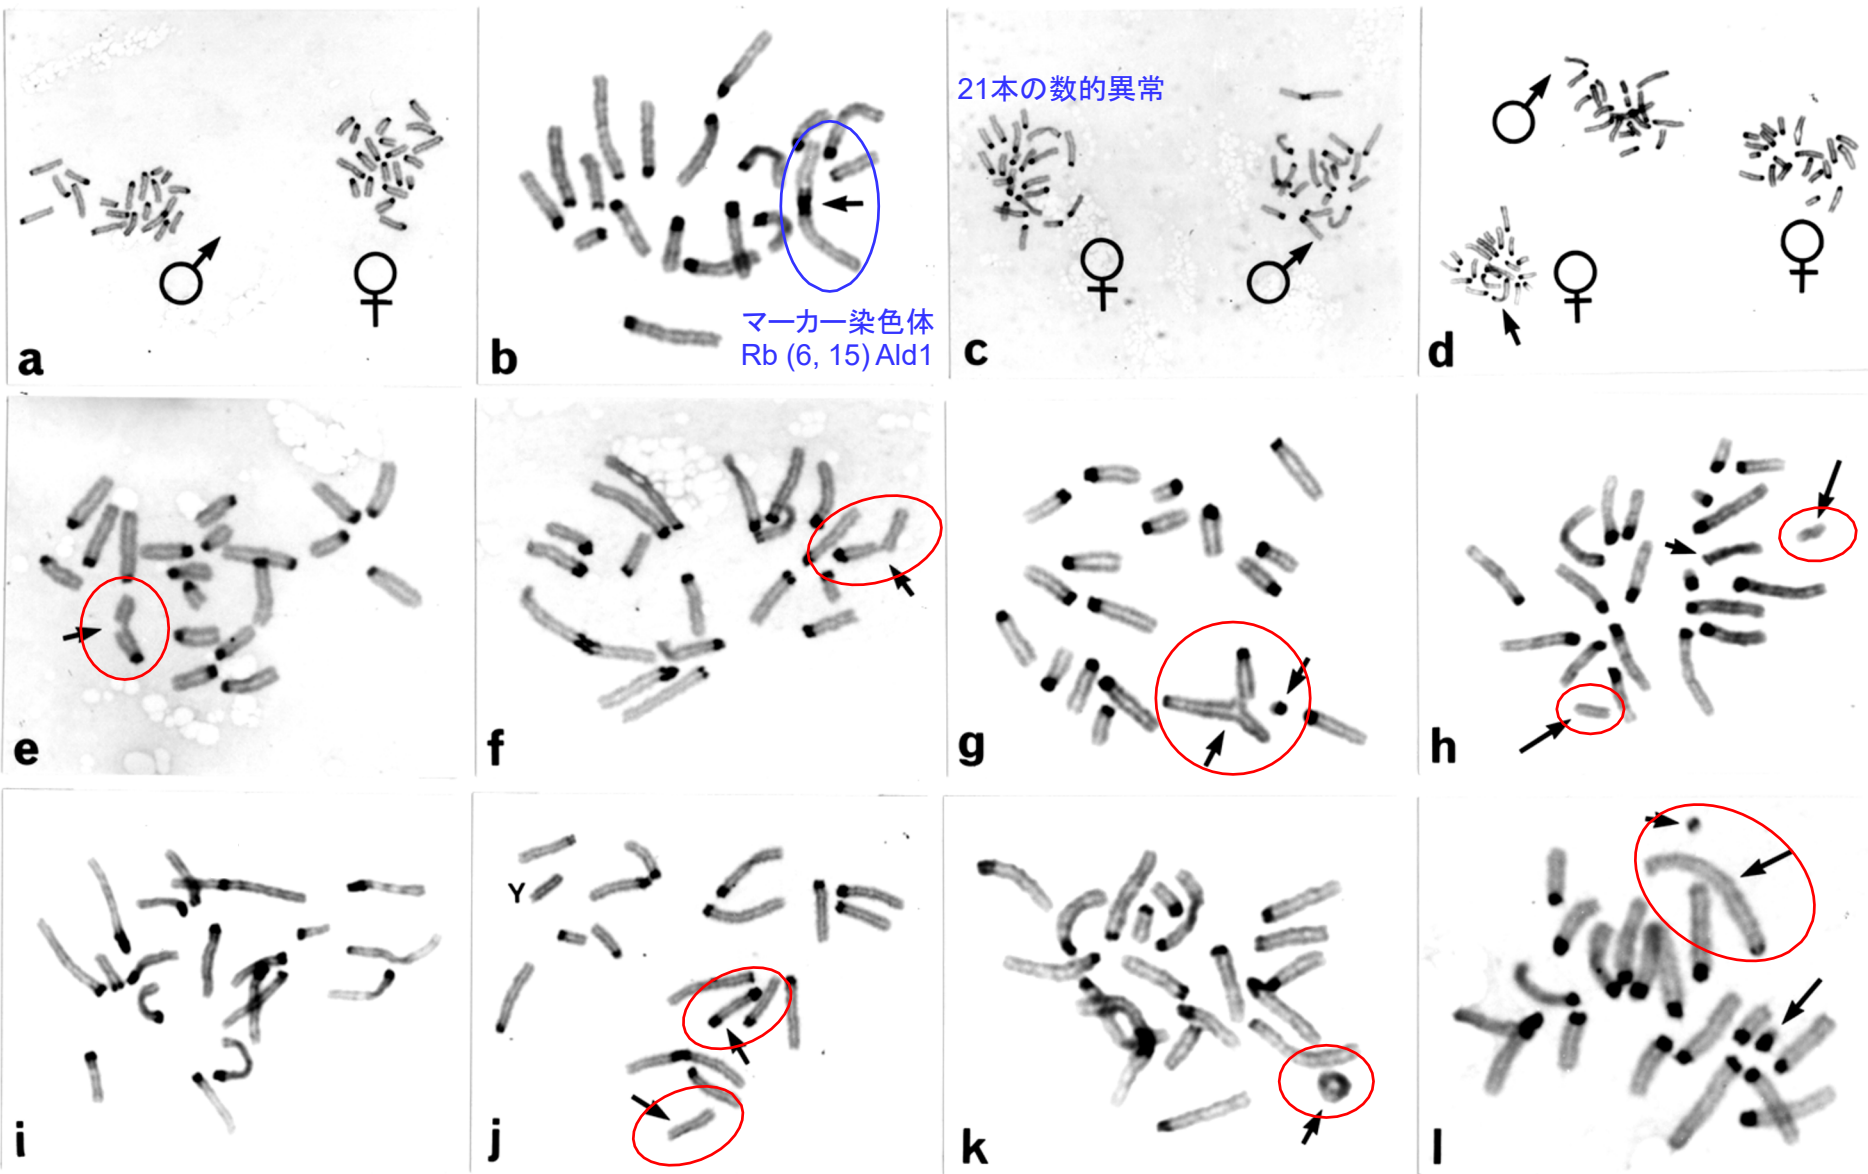 a
b
マーカー染色体
Rb (6, 15) Ald1
21本の数的異常
c
♂
♀
♀
♂
♂
♀
♀
d
e
f
g
h
i
Y
j
k
l